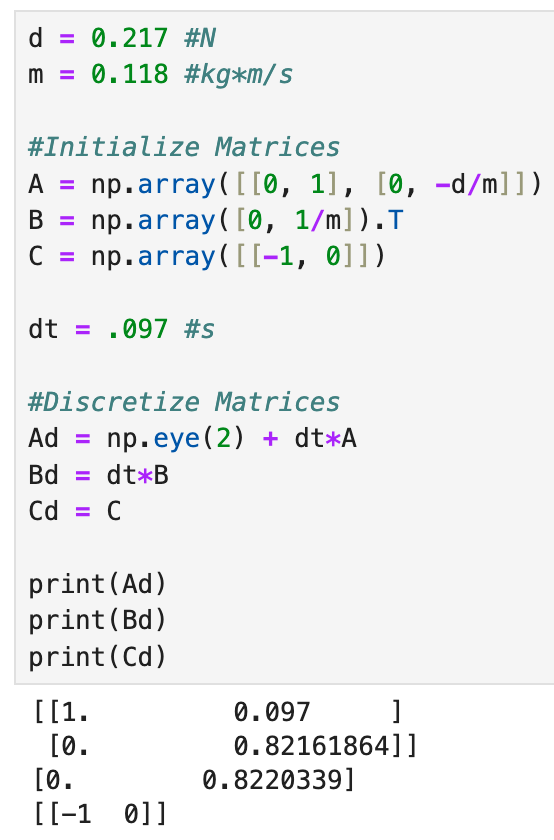 d = 0.217 #N
m = 0.118 #kg*m/s
#Initialize Matrices
A = np.array([[0, 1], [0, -d/m]])
B = np.array([0, 1/m]).T
C = np.array([[-1, 0]])
dt = .097 #s
#Discretize Matrices
Ad = np.eye(2) + dt*A
Bd = dt*B
Cd = C
print(Ad)
print(Bd)
print(Cd)
[[1.         0.097     ]
 [0.         0.82161864]]
[0.        0.8220339]
[[-1  0]]